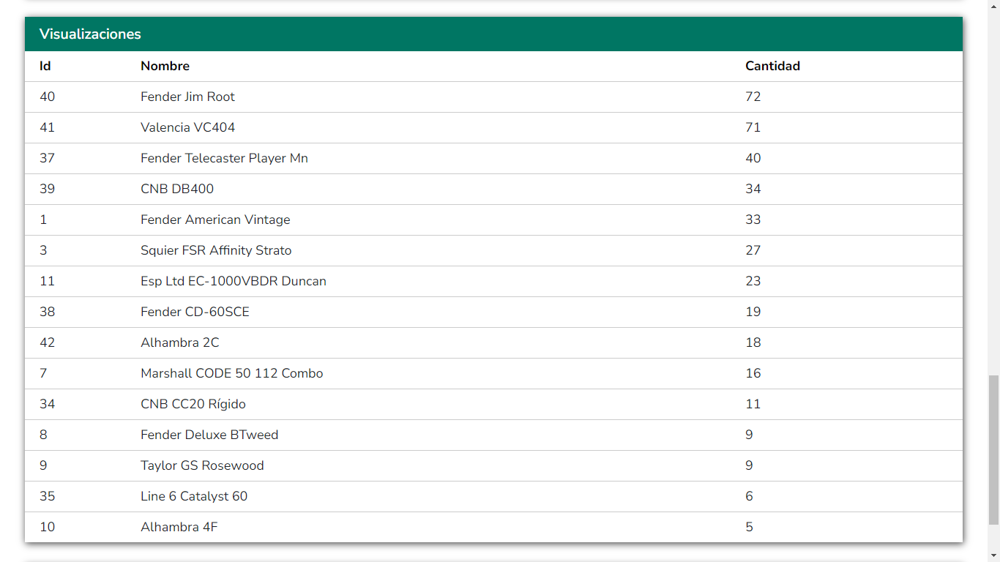 Visualizaciones
Id Nombre Cantidad
40 Fender Jim Root 72
41 Valencia VC404 71
37 Fender Telecaster Player Mn 40
39 CNB DB400 34
1 Fender American Vintage 33
3 Squier FSR Affinity Strato 27
11 Esp Ltd EC-1000VBDR Duncan 23
38 Fender CD-60SCE 19
42 Alhambra 2C 18
7 Marshall CODE 50 112 Combo 16
34 CNB CC20 Rígido 11
8 Fender Deluxe BTweed 9
9 Taylor GS Rosewood 9
35 Line 6 Catalyst 60 6
10 Alhambra 4F 5